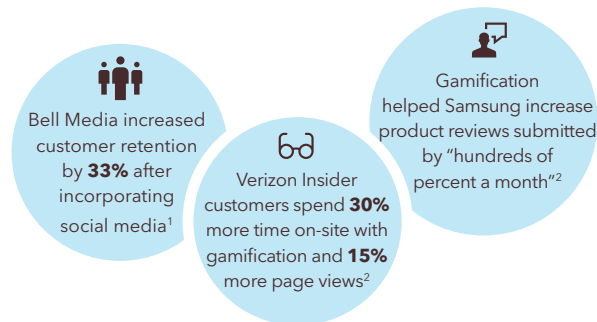 Bell Media increased
customer retention
by 33% after
incorporating
social media¹
Verizon Insider
customers spend 30%
more time on-site with
gamification and 15%
more page views²
Gamification
helped Samsung increase
product reviews submitted
by “hundreds of
percent a month”²